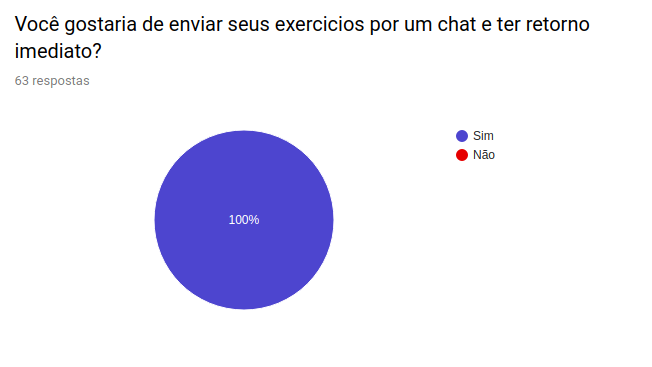 Você gostaria de enviar seus exercicios por um chat e ter retorno
imediato?
63 respostas
Sim
Não
100%